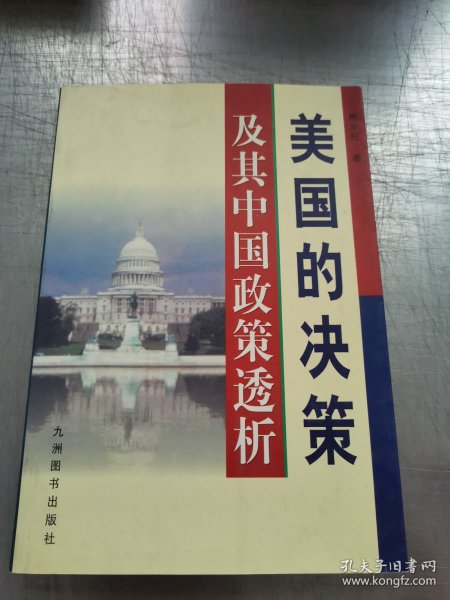 美国的决策
及其中国政策透析
著
九洲图书出版社
孔夫子旧书网
www.kongfz.com